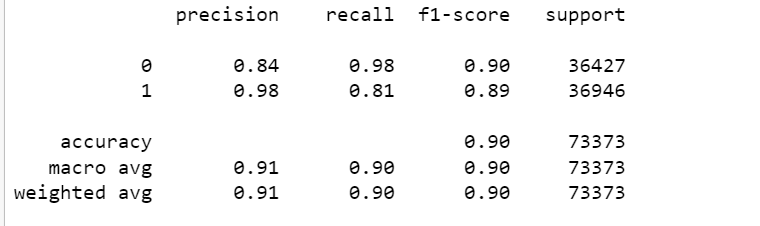 precision recall f1-score support
0 0.84 0.98 0.90 36427
1 0.98 0.81 0.89 36946
accuracy 0.90 73373
macro avg 0.91 0.90 0.90 73373
weighted avg 0.91 0.90 0.90 73373